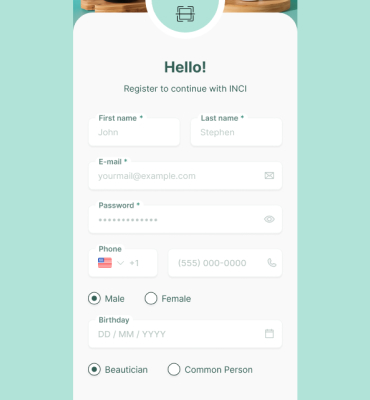 Hello!
Register to continue with INCI
First name * Last name *
John Stephen
E-mail *
yourmail@example.com
Password *
•••••••••••••
Phone
+1 (555) 000-0000
Male Female
Birthday
DD / MM / YYYY
Beautician Common Person